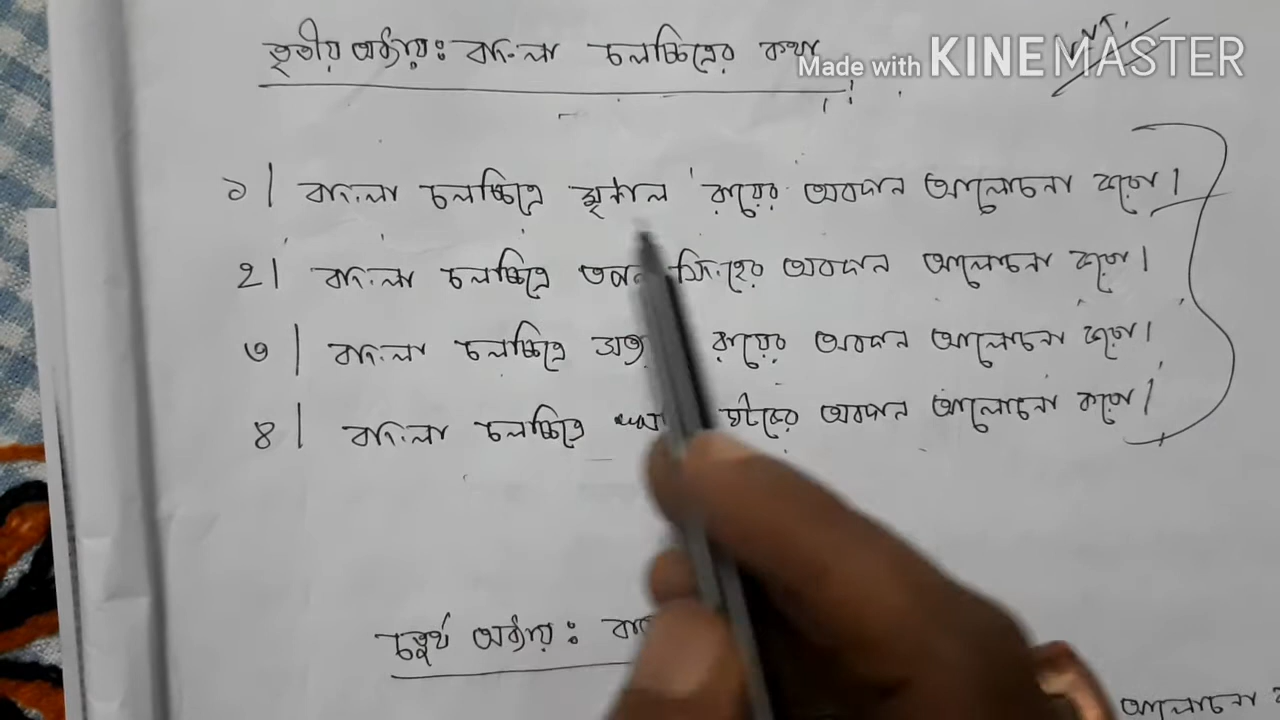 তৃতীয় অধ্যায়ঃ বাংলা চলচ্চিত্রের কথা
Made with KINEMASTER
১| বাংলা চলচ্চিত্রে মৃণাল রায়ের অবদান আলোচনা করো।
২| বাংলা চলচ্চিত্রে তপন সিংহের অবদান আলোচনা করো।
৩| বাংলা চলচ্চিত্রে রায়ের অবদান আলোচনা করো।
৪| বাংলা চলচ্চিত্রে ঘটকের অবদান আলোচনা করো।
চতুর্থ অধ্যায়ঃ
আলোচনা